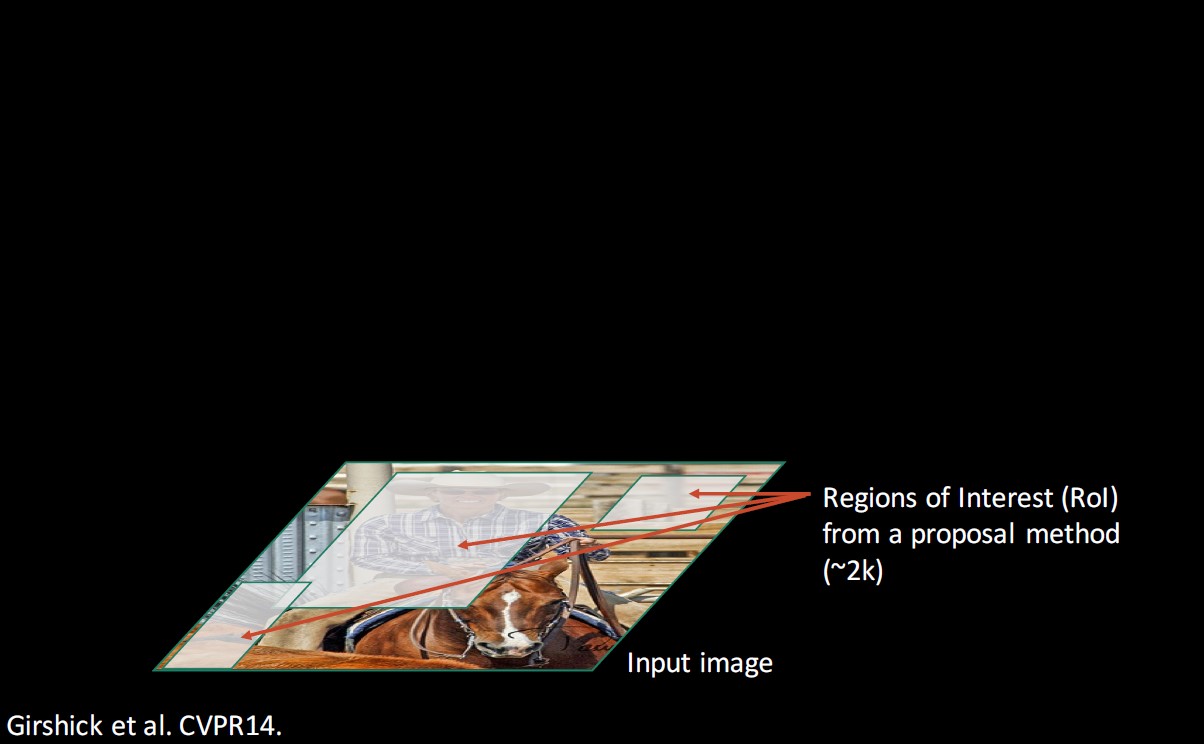 Regions of Interest (RoI)
from a proposal method
(~2k)
Input image
Girshick et al. CVPR14.